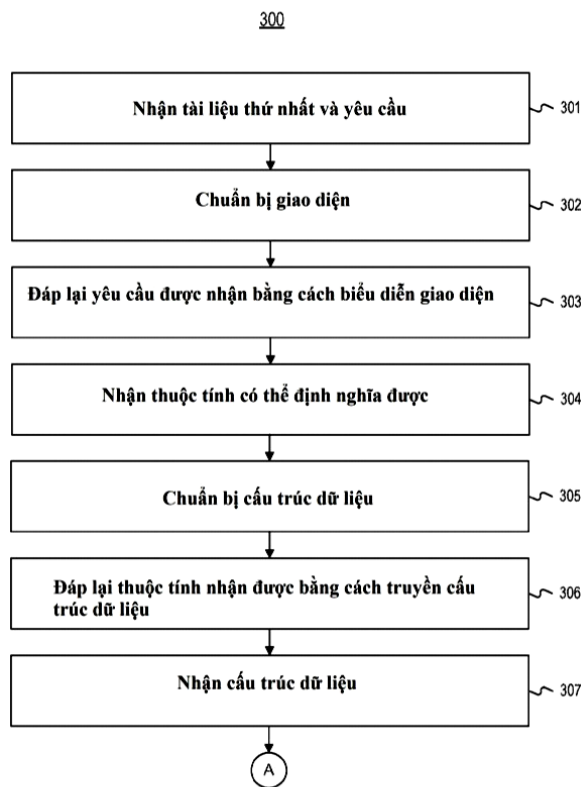 300
Nhận tài liệu thứ nhất và yêu cầu
301
Chuẩn bị giao diện
302
Đáp lại yêu cầu được nhận bằng cách biểu diễn giao diện
303
Nhận thuộc tính có thể định nghĩa được
304
Chuẩn bị cấu trúc dữ liệu
305
Đáp lại thuộc tính nhận được bằng cách truyền cấu
trúc dữ liệu
306
Nhận cấu trúc dữ liệu
307
A